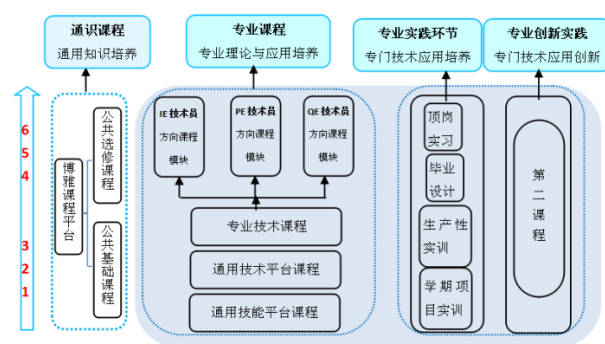 通识课程
通用知识培养
专业课程
专业理论与应用培养
专业实践环节
专门技术应用培养
专业创新实践
专门技术应用创新
6
5
4
3
2
1
博雅课程平台
公共选修课程
公共基础课程
IE 技术员
方向课程
模块
PE 技术员
方向课程
模块
QE 技术员
方向课程
模块
专业技术课程
通用技术平台课程
通用技能平台课程
顶岗
实习
毕业
设计
生产性
实训
学期项
目实训
第二课程